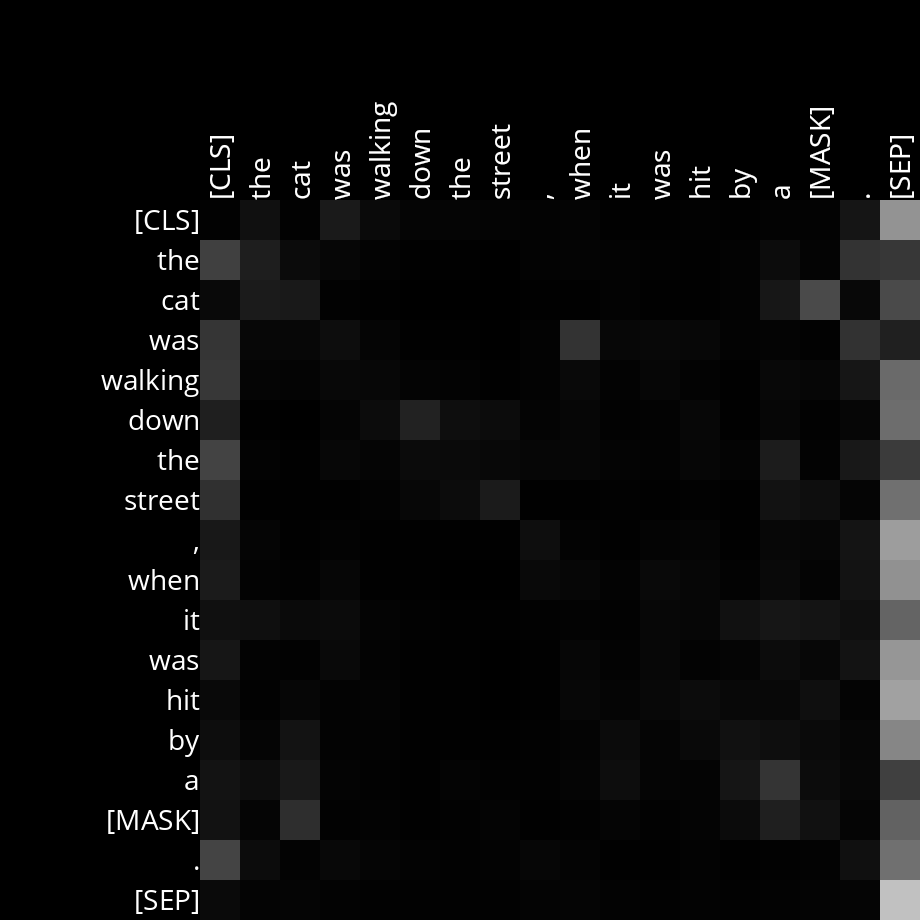 [CLS] the cat was walking down the street , when it was hit by a [MASK] . [SEP]
[CLS]
the
cat
was
walking
down
the
street
,
when
it
was
hit
by
a
[MASK]
.
[SEP]